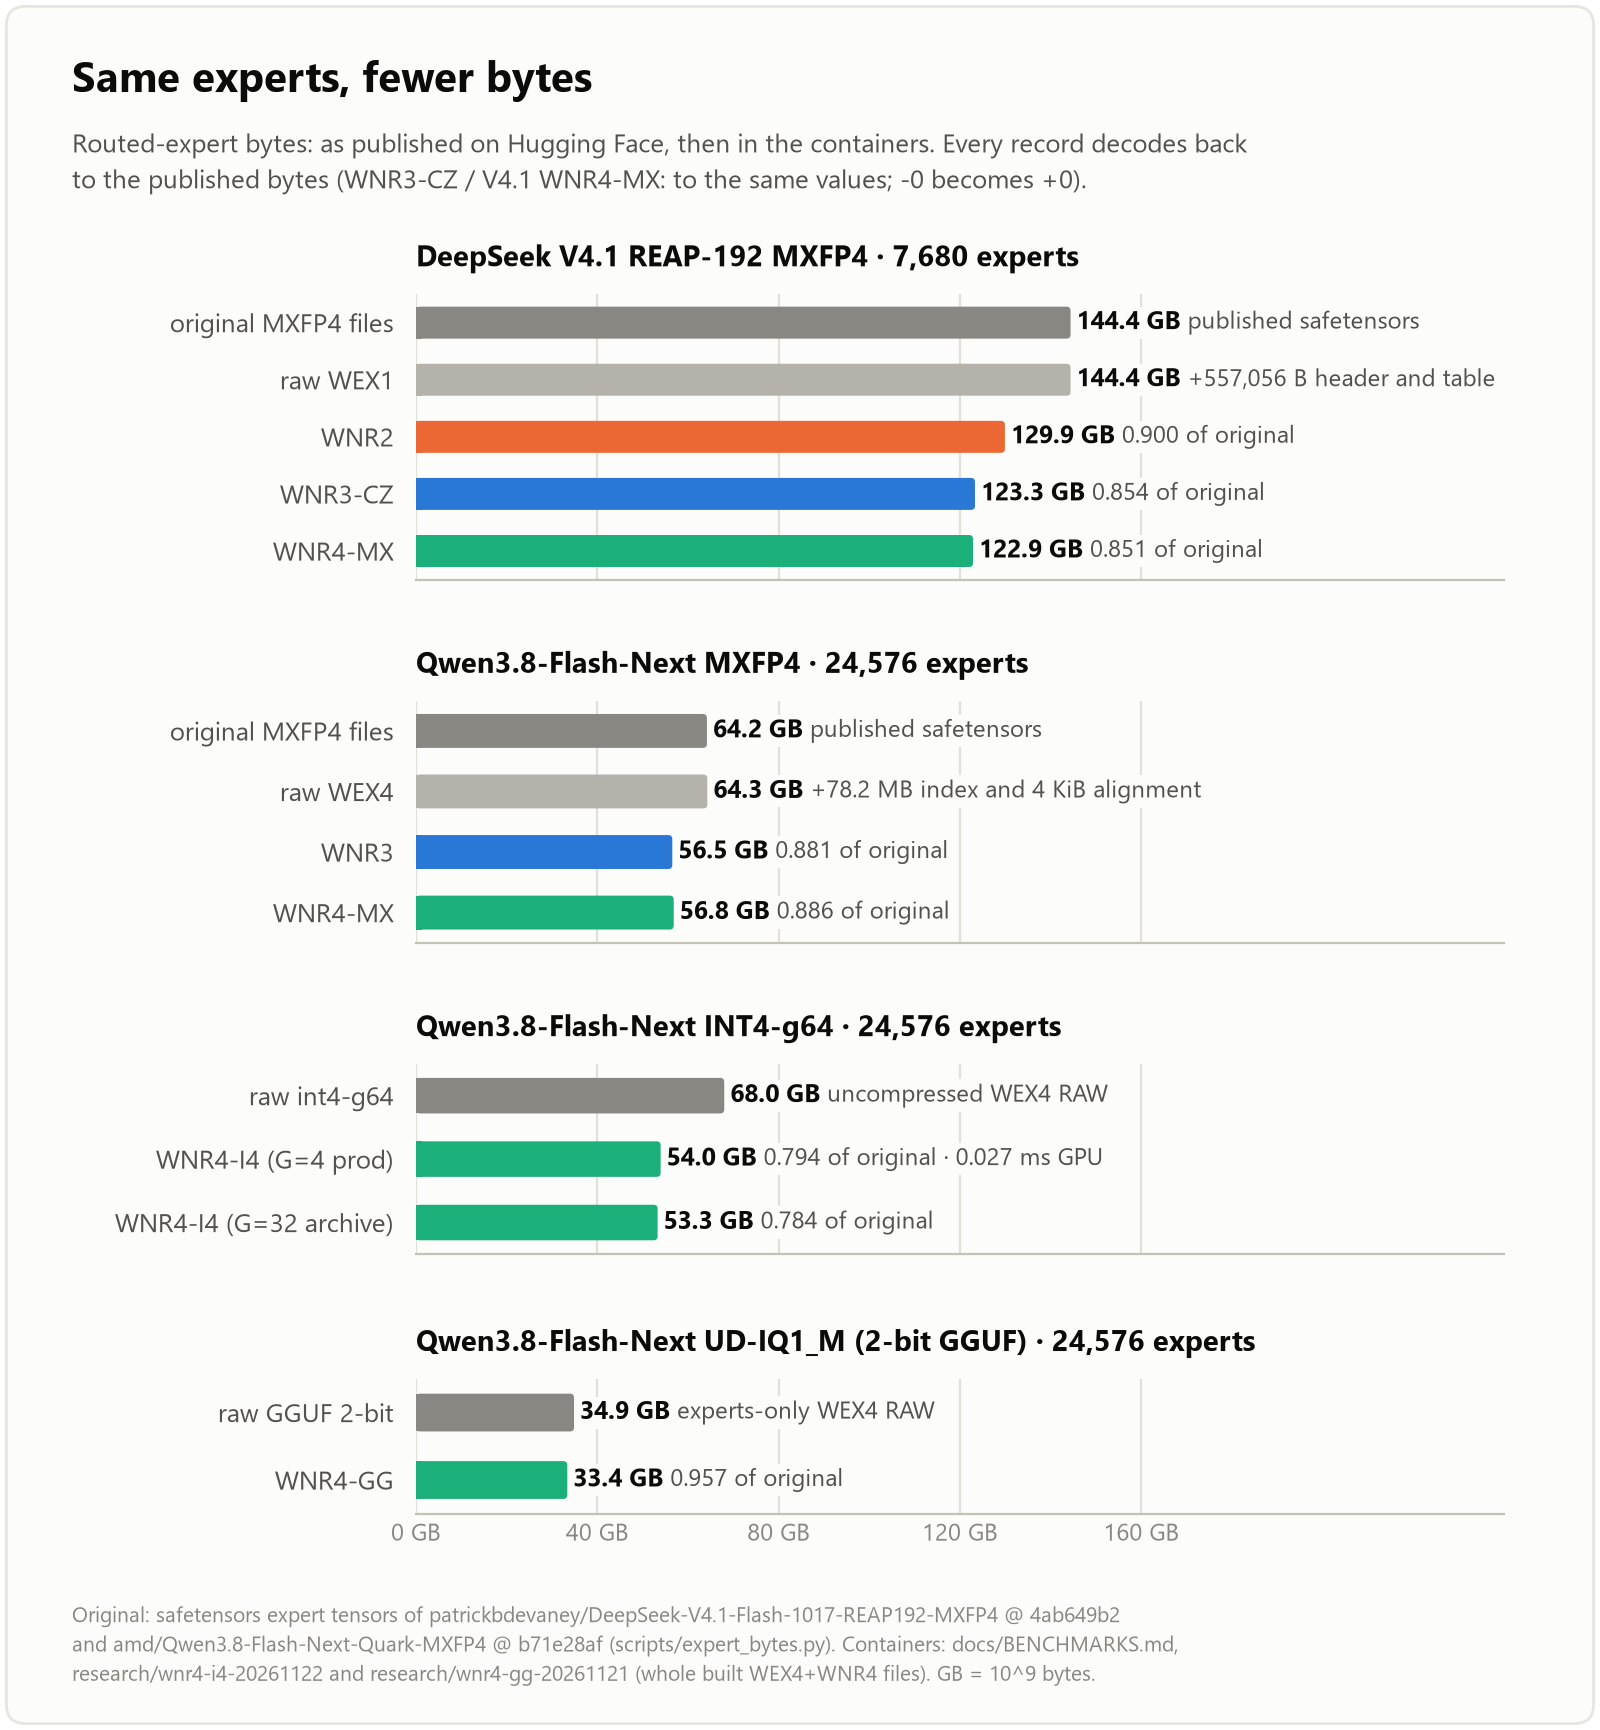 Same experts, fewer bytes
Routed-expert bytes: as published on Hugging Face, then in the containers. Every record decodes back
to the published bytes (WNR3-CZ / V4.1 WNR4-MX: to the same values; -0 becomes +0).
DeepSeek V4.1 REAP-192 MXFP4 · 7,680 experts
original MXFP4 files 144.4 GB published safetensors
raw WEX1 144.4 GB +557,056 B header and table
WNR2 129.9 GB 0.900 of original
WNR3-CZ 123.3 GB 0.854 of original
WNR4-MX 122.9 GB 0.851 of original
Qwen3.8-Flash-Next MXFP4 · 24,576 experts
original MXFP4 files 64.2 GB published safetensors
raw WEX4 64.3 GB +78.2 MB index and 4 KiB alignment
WNR3 56.5 GB 0.881 of original
WNR4-MX 56.8 GB 0.886 of original
Qwen3.8-Flash-Next INT4-g64 · 24,576 experts
raw int4-g64 68.0 GB uncompressed WEX4 RAW
WNR4-I4 (G=4 prod) 54.0 GB 0.794 of original · 0.027 ms GPU
WNR4-I4 (G=32 archive) 53.3 GB 0.784 of original
Qwen3.8-Flash-Next UD-IQ1_M (2-bit GGUF) · 24,576 experts
raw GGUF 2-bit 34.9 GB experts-only WEX4 RAW
WNR4-GG 33.4 GB 0.957 of original
0 GB 40 GB 80 GB 120 GB 160 GB
Original: safetensors expert tensors of patrickbdevaney/DeepSeek-V4.1-Flash-1017-REAP192-MXFP4 @ 4ab649b2
and amd/Qwen3.8-Flash-Next-Quark-MXFP4 @ b71e28af (scripts/expert_bytes.py). Containers: docs/BENCHMARKS.md,
research/wnr4-i4-20261122 and research/wnr4-gg-20261121 (whole built WEX4+WNR4 files). GB = 10^9 bytes.